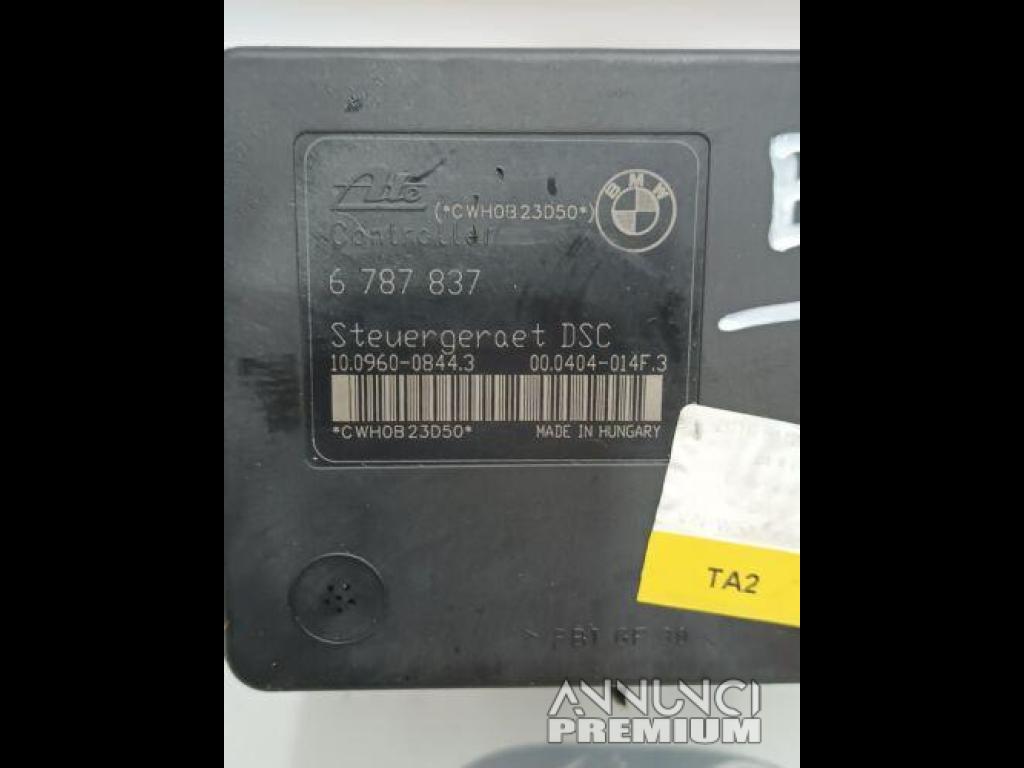 Ate
(*CWH0B23D50*)
BMW
Controller
6 787 837
Steuergeraet DSC
10.0960-0844.3 00.0404-014F.3
*CWH0B23D50* MADE IN HUNGARY
TA2
ANNUNCI
PREMIUM